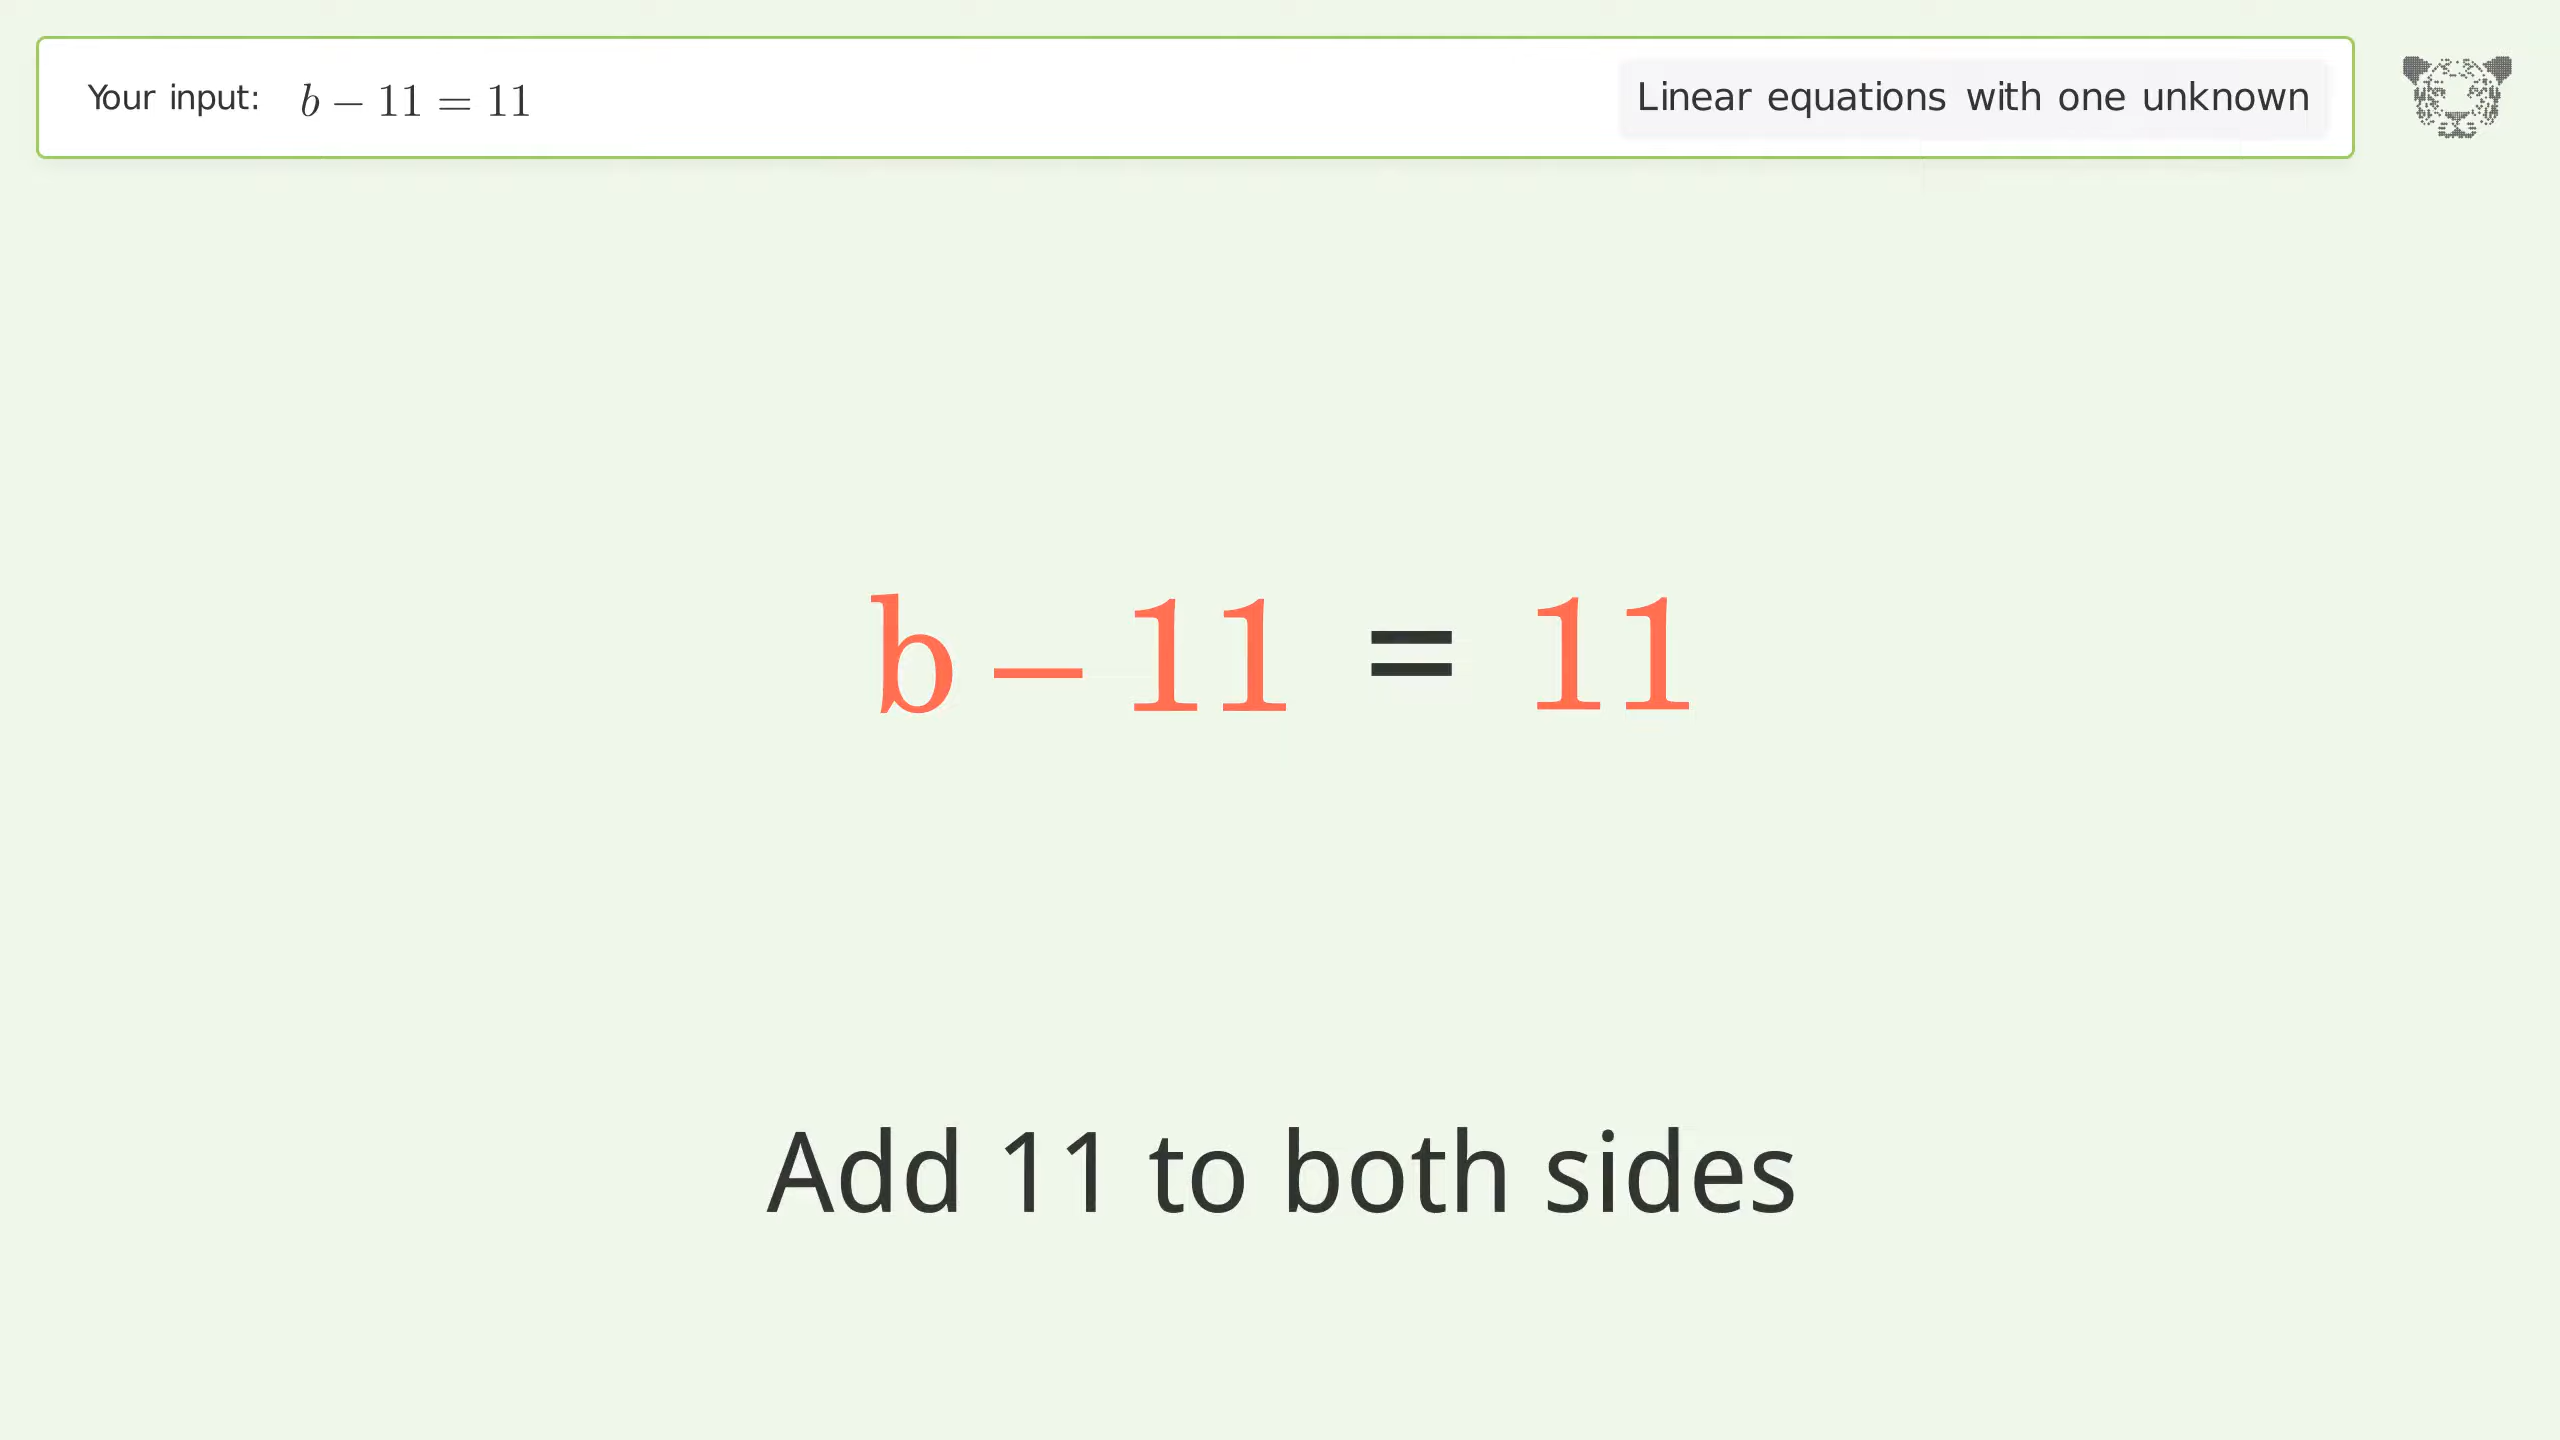 Your input: b − 11 = 11
Linear equations with one unknown
b – 11 = 11
Add 11 to both sides